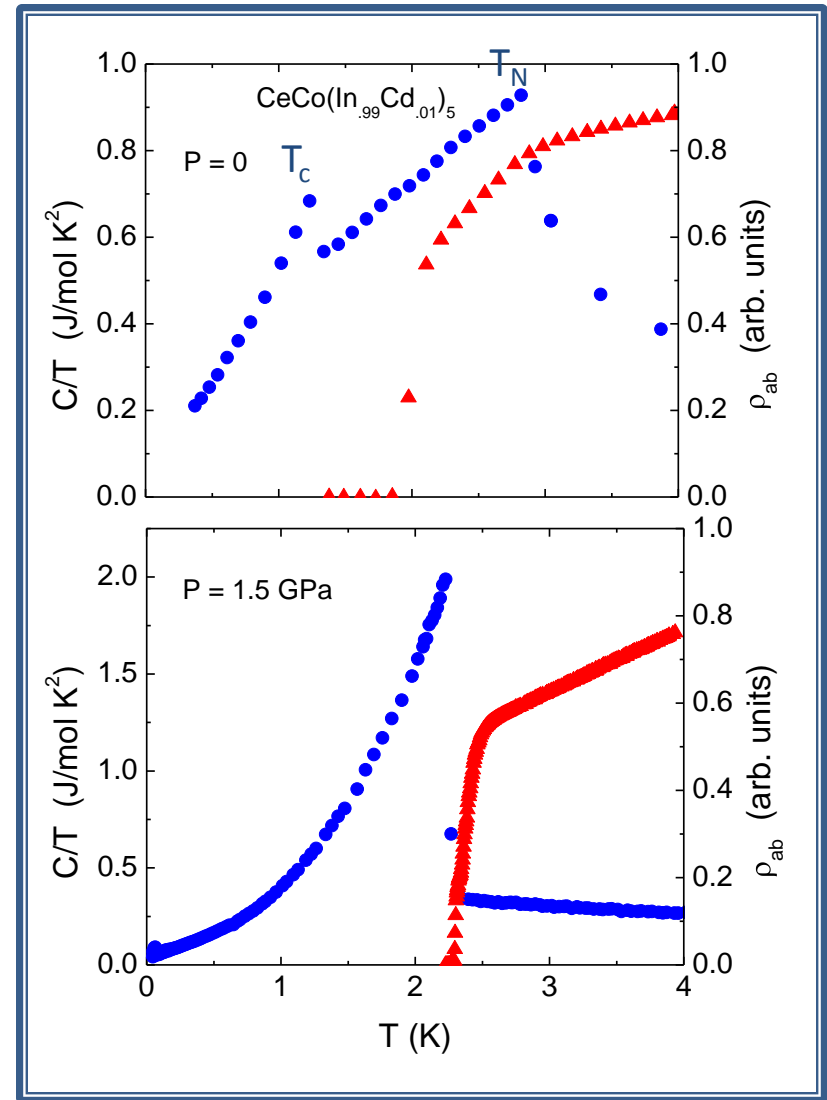 T_N
1.0
CeCo(In.99Cd.01)5
P = 0
T_c
0.8
0.6
0.4
0.2
0.0
C/T (J/mol K²)
1.0
0.8
0.6
0.4
0.2
0.0
ρ_ab (arb. units)
P = 1.5 GPa
2.0
1.5
1.0
0.5
0.0
C/T (J/mol K²)
1.0
0.8
0.6
0.4
0.2
0.0
ρ_ab (arb. units)
0 1 2 3 4
T (K)